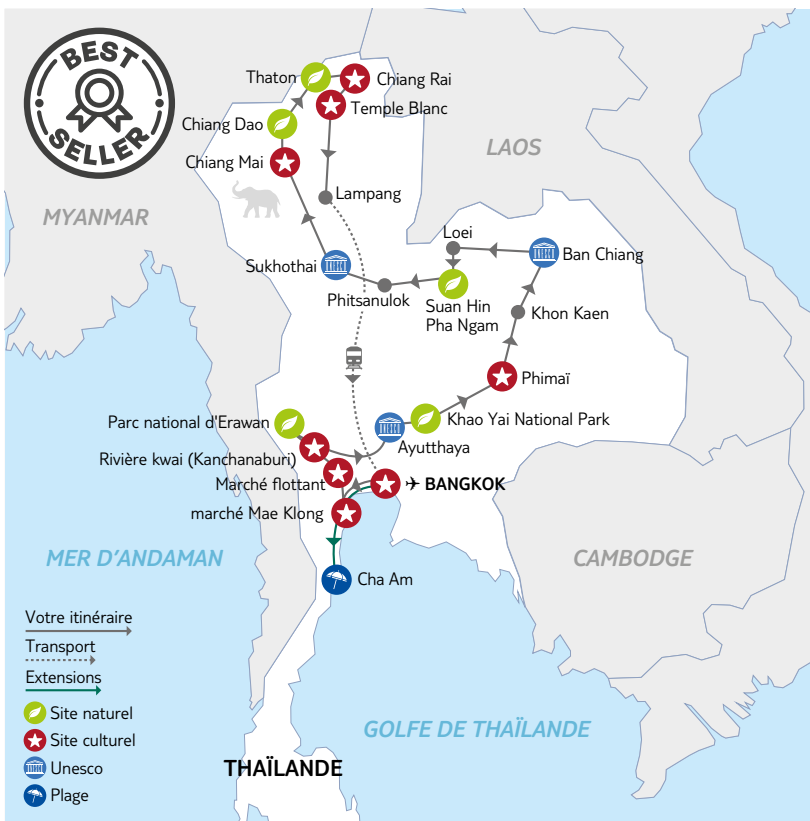 BEST
SELLER
Thaton
Chiang Rai
Temple Blanc
Chiang Dao
Chiang Mai
LAOS
MYANMAR
Lampang
Loei
Ban Chiang
Sukhothai
Phitsanulok
Suan Hin
Pha Ngam
Khon Kaen
Phimaï
Parc national d'Erawan
Khao Yai National Park
Ayutthaya
Rivière kwai (Kanchanaburi)
Marché flottant
BANGKOK
marché Mae Klong
MER D'ANDAMAN
CAMBODGE
Cha Am
Votre itinéraire
Transport
Extensions
Site naturel
Site culturel
Unesco
Plage
GOLFE DE THAÏLANDE
THAÏLANDE